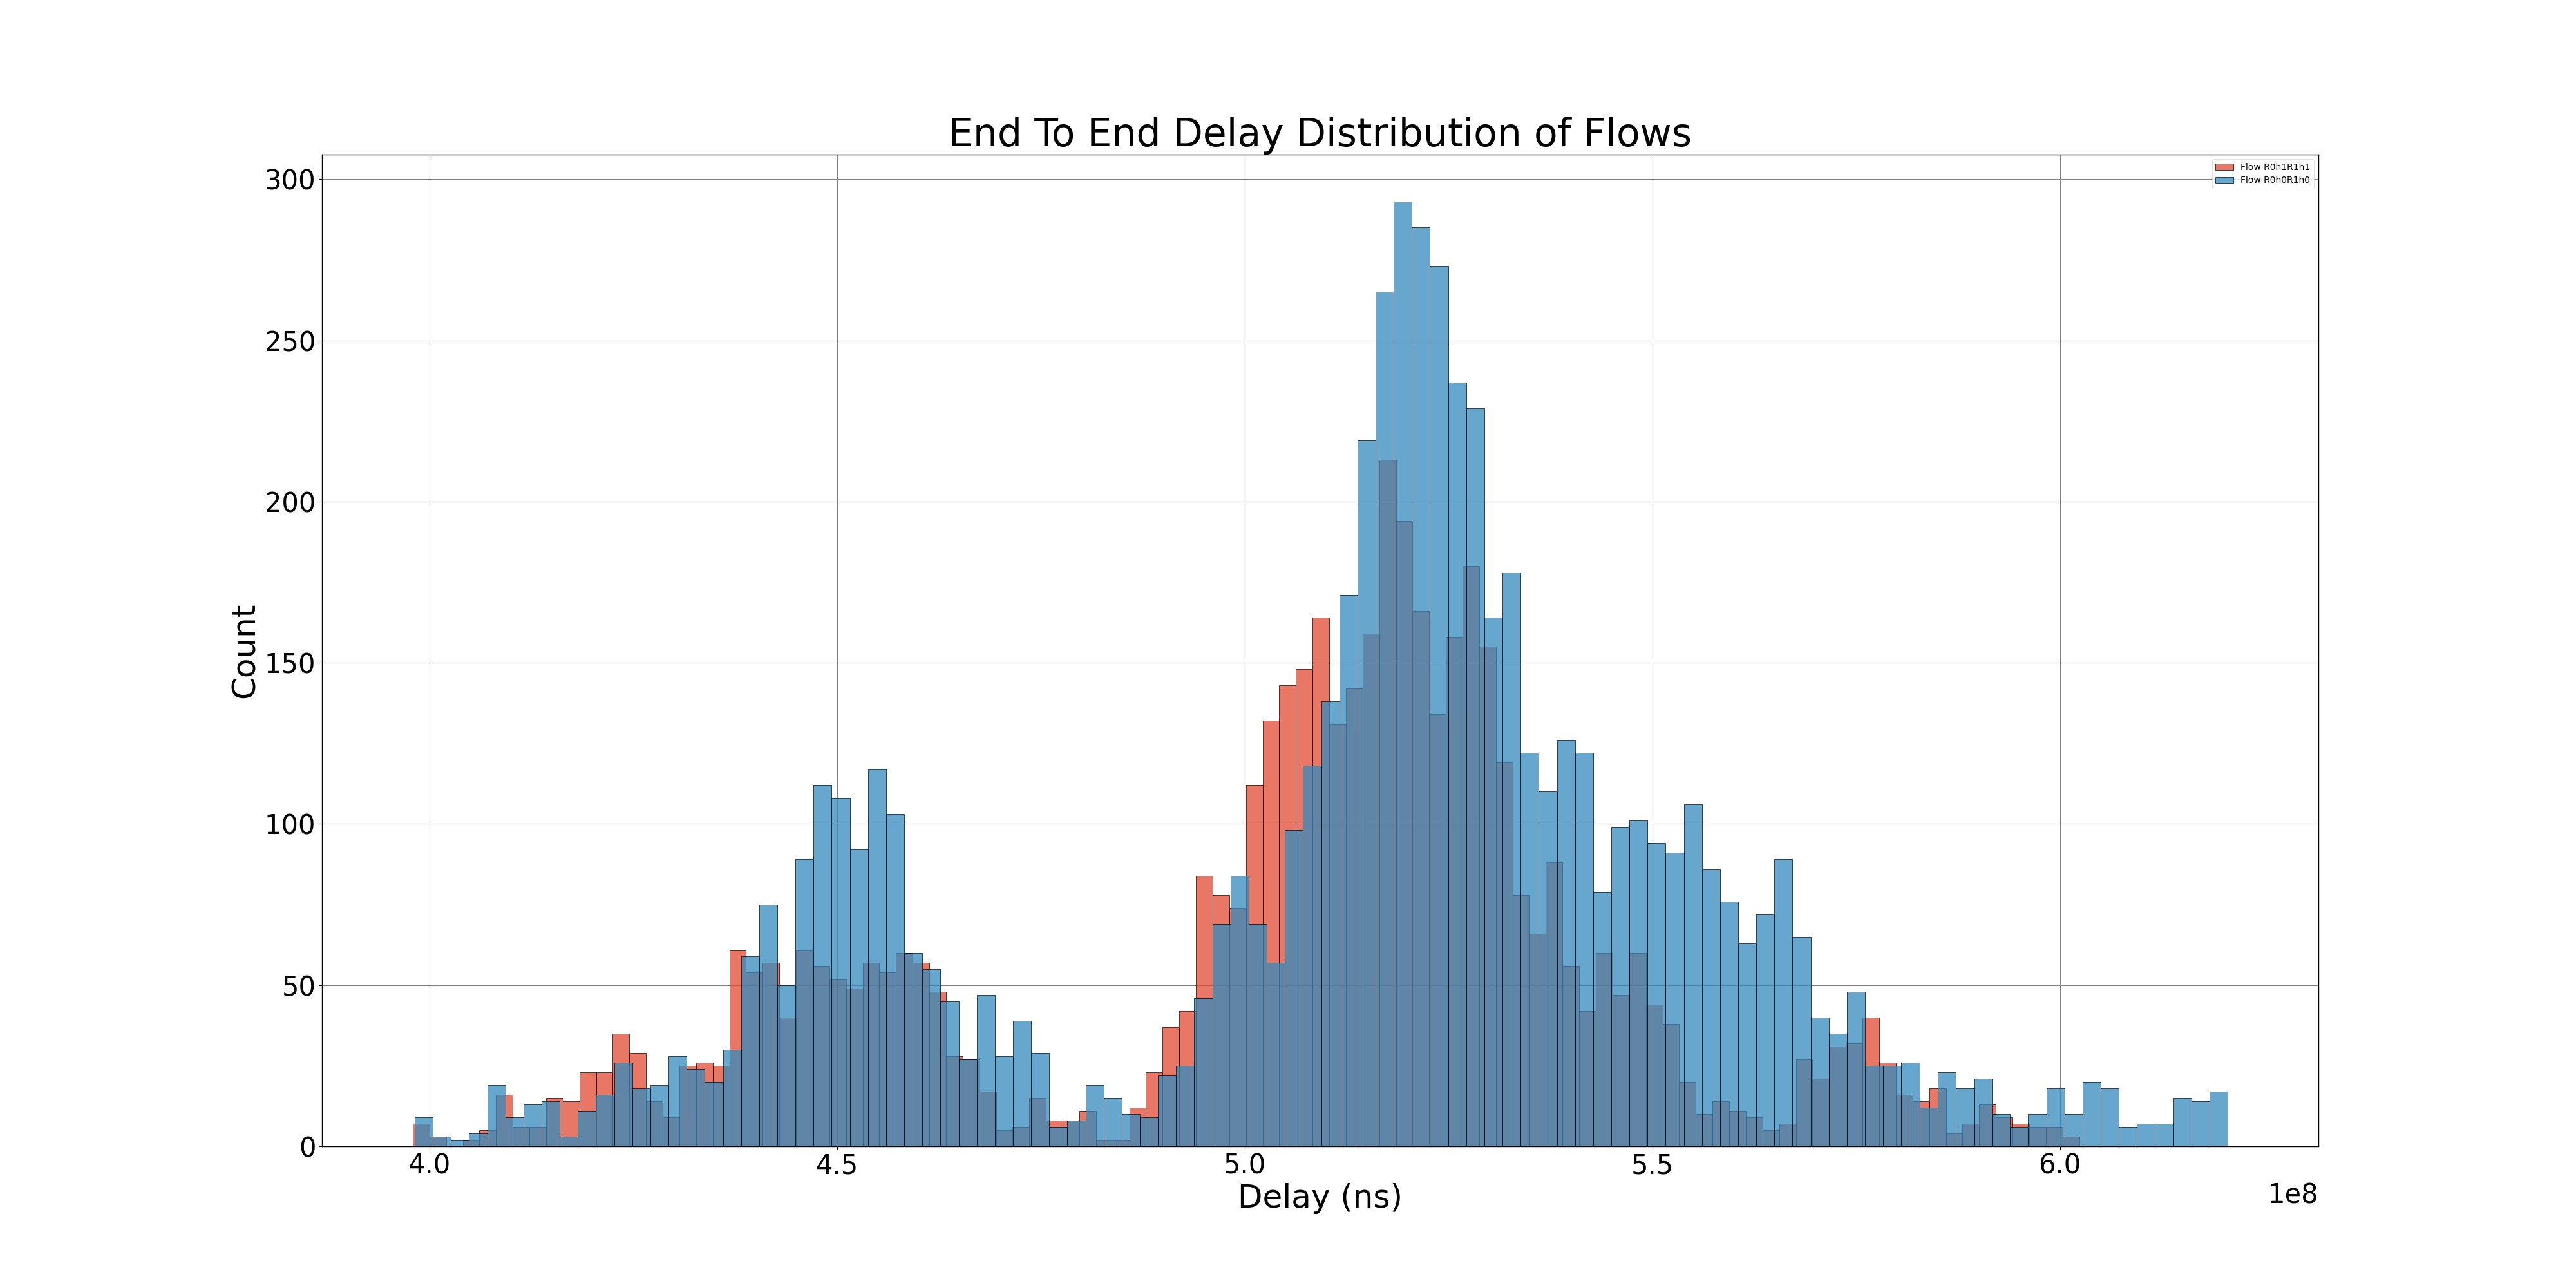 End To End Delay Distribution of Flows
Flow R0h1R1h1
Flow R0h0R1h0
300
250
200
150
100
50
0
Count
4.0 4.5 5.0 5.5 6.0
Delay (ns)
1e8